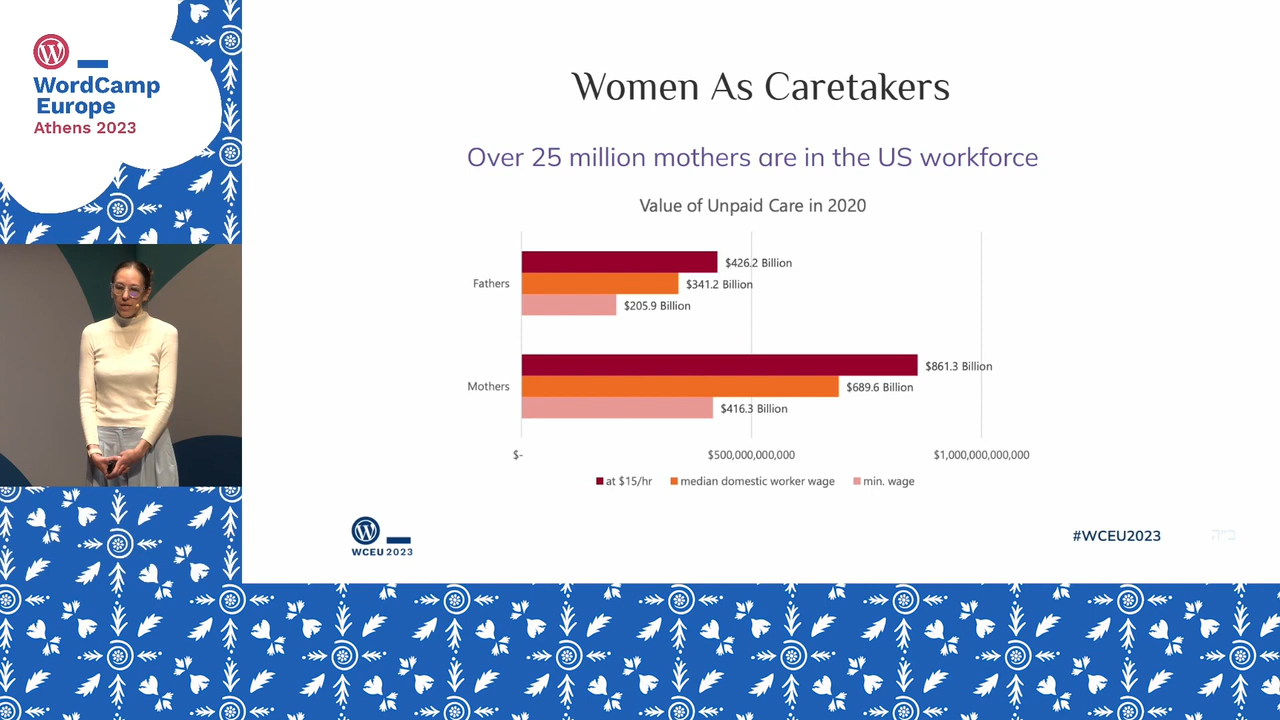 WordCamp
Europe
Athens 2023
Women As Caretakers
Over 25 million mothers are in the US workforce
Value of Unpaid Care in 2020
Fathers
$426.2 Billion
$341.2 Billion
$205.9 Billion
Mothers
$861.3 Billion
$689.6 Billion
$416.3 Billion
$- $500,000,000,000 $1,000,000,000,000
at $15/hr median domestic worker wage min. wage
WCEU 2023
#WCEU2023
ב״ה